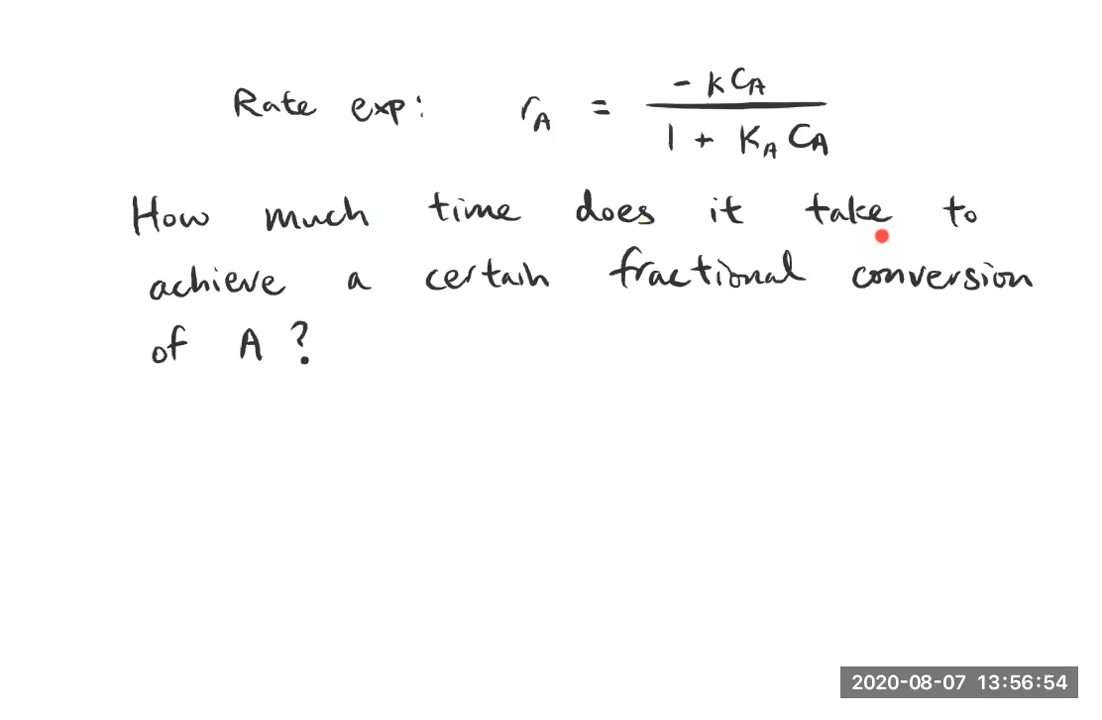 Rate exp: r_A = -kC_A / (1 + K_A C_A)
How much time does it take to
achieve a certain fractional conversion
of A ?
2020-08-07 13:56:54